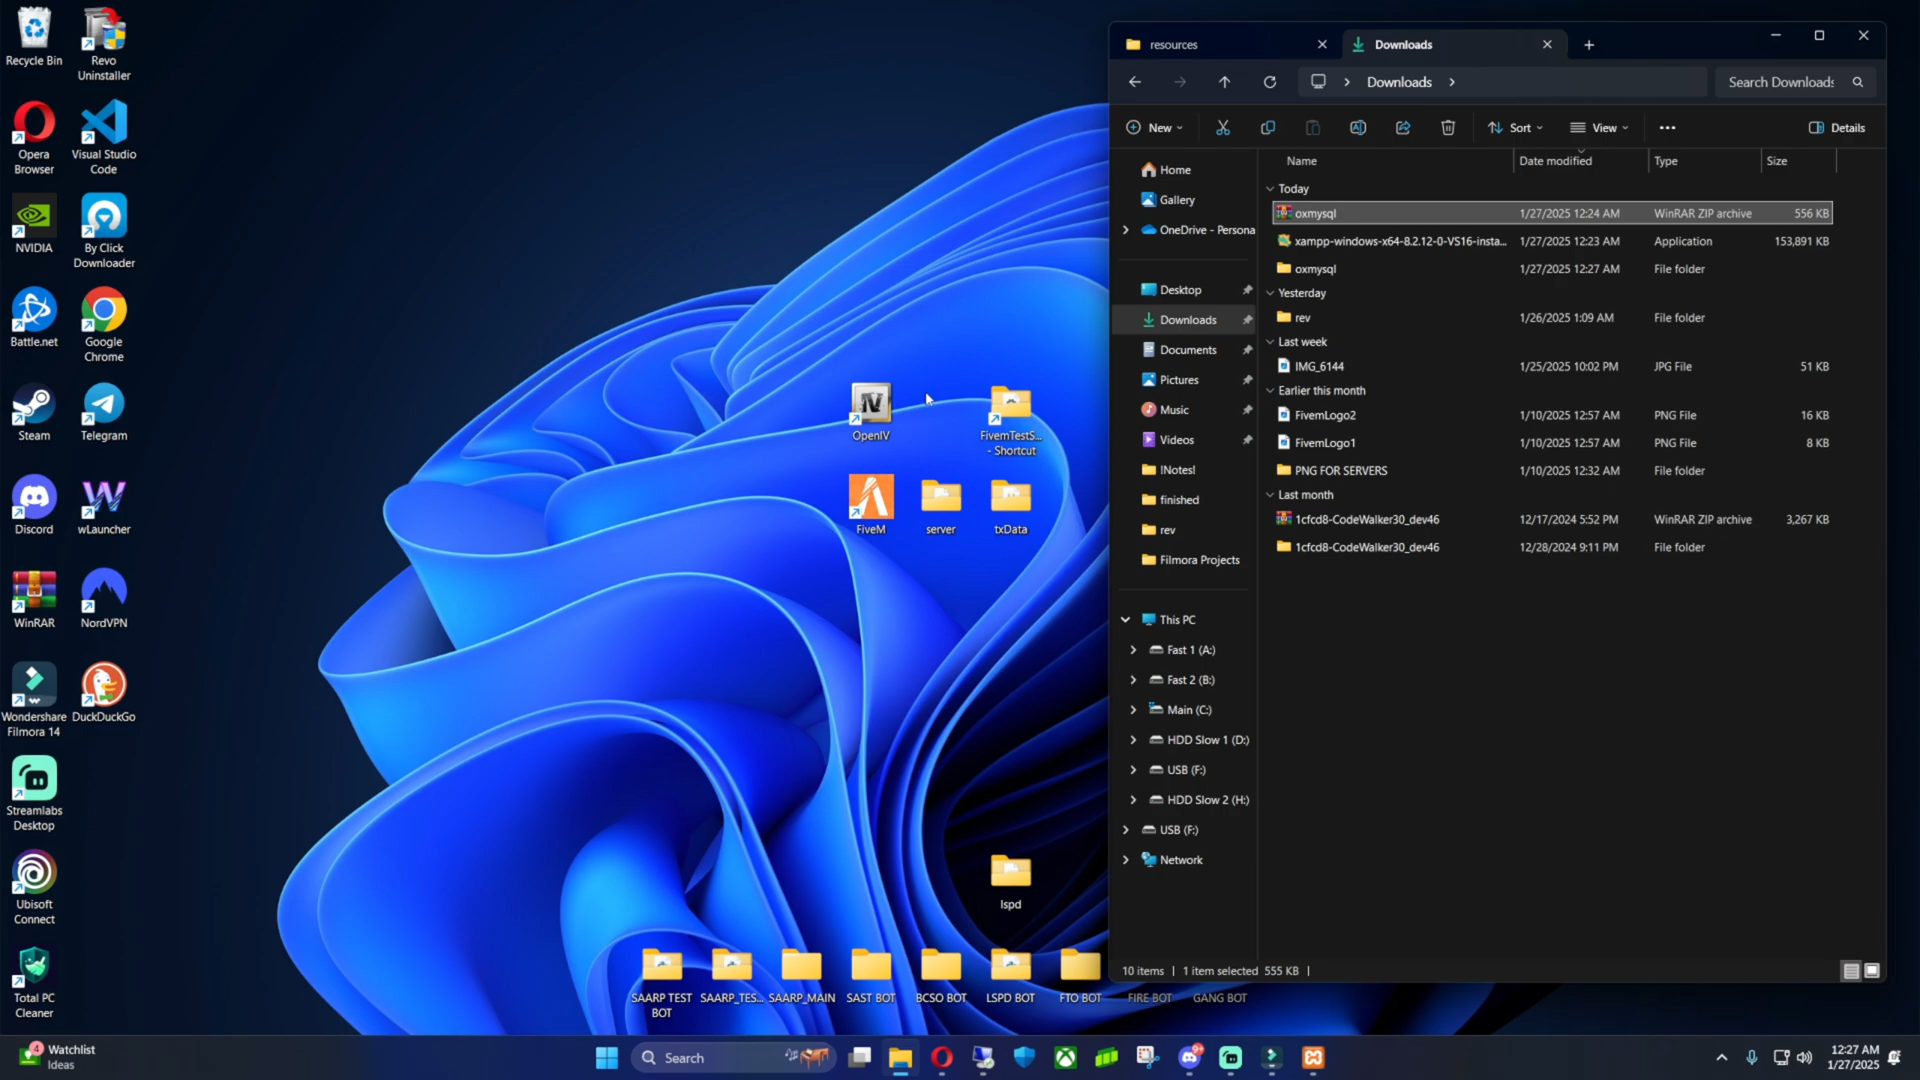 Recycle Bin
Revo
Uninstaller
Opera
Browser
Visual Studio
Code
NVIDIA
By Click
Downloader
Battle.net
Google
Chrome
Steam
Telegram
Discord
wLauncher
WinRAR
NordVPN
Wondershare
Filmora 14
DuckDuckGo
Streamlabs
Desktop
Ubisoft
Connect
Total PC
Cleaner
OpenIV
FivemTestS...
- Shortcut
FiveM
server
txData
lspd
SAARP TEST
BOT
SAARP_TES...
SAARP_MAIN
SAST BOT
BCSO BOT
LSPD BOT
FTO BOT
FIRE BOT
GANG BOT
resources
Downloads
Downloads
Search Downloads
New
Sort
View
Details
Home
Gallery
OneDrive - Persona
Desktop
Downloads
Documents
Pictures
Music
Videos
!Notes!
finished
rev
Filmora Projects
This PC
Fast 1 (A:)
Fast 2 (B:)
Main (C:)
HDD Slow 1 (D:)
USB (F:)
HDD Slow 2 (H:)
USB (F:)
Network
Name Date modified Type Size
Today
oxmysql 1/27/2025 12:24 AM WinRAR ZIP archive 556 KB
xampp-windows-x64-8.2.12-0-VS16-insta... 1/27/2025 12:23 AM Application 153,891 KB
oxmysql 1/27/2025 12:27 AM File folder
Yesterday
rev 1/26/2025 1:09 AM File folder
Last week
IMG_6144 1/25/2025 10:02 PM JPG File 51 KB
Earlier this month
FivemLogo2 1/10/2025 12:57 AM PNG File 16 KB
FivemLogo1 1/10/2025 12:57 AM PNG File 8 KB
PNG FOR SERVERS 1/10/2025 12:32 AM File folder
Last month
1cfcd8-CodeWalker30_dev46 12/17/2024 5:52 PM WinRAR ZIP archive 3,267 KB
1cfcd8-CodeWalker30_dev46 12/28/2024 9:11 PM File folder
10 items | 1 item selected 555 KB |
4
Watchlist
Ideas
Search
9+
12:27 AM
1/27/2025